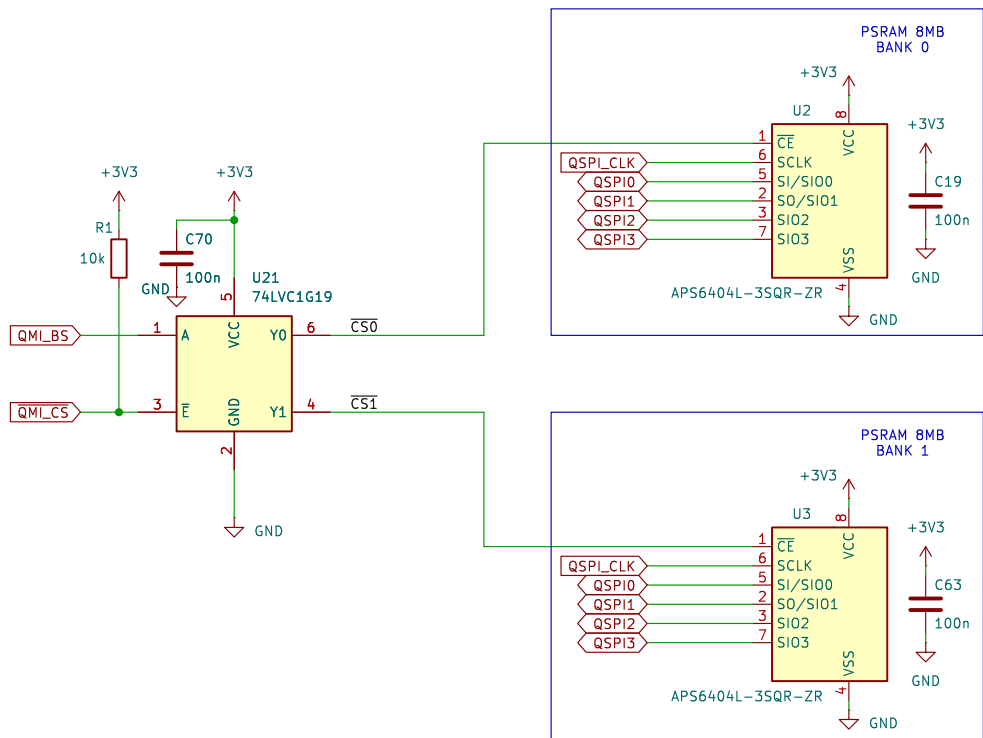 PSRAM 8MB
BANK 0
+3V3
U2
8
VCC
+3V3
1
CE
QSPI_CLK
6
SCLK
QSPI0
5
SI/SIO0
QSPI1
2
SO/SIO1
QSPI2
3
SIO2
QSPI3
7
SIO3
C19
100n
GND
VSS
4
APS6404L-3SQR-ZR
GND
+3V3
R1
10k
+3V3
C70
100n
GND
U21
74LVC1G19
5
VCC
QMI_BS
1
A
Y0
6
CS0
QMI_CS
3
E
GND
Y1
4
CS1
2
GND
PSRAM 8MB
BANK 1
+3V3
U3
8
VCC
+3V3
1
CE
QSPI_CLK
6
SCLK
QSPI0
5
SI/SIO0
QSPI1
2
SO/SIO1
QSPI2
3
SIO2
QSPI3
7
SIO3
C63
100n
GND
VSS
4
APS6404L-3SQR-ZR
GND